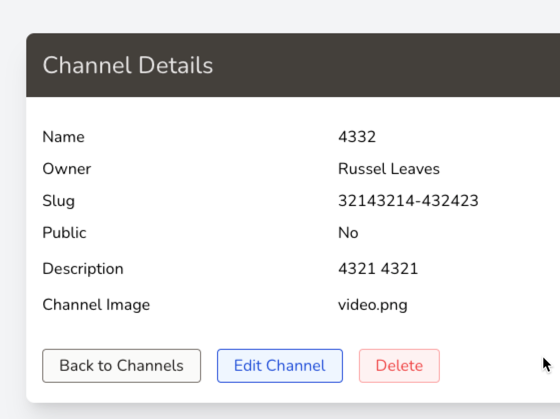 Channel Details
Name 4332
Owner Russel Leaves
Slug 32143214-432423
Public No
Description 4321 4321
Channel Image video.png
Back to Channels Edit Channel Delete